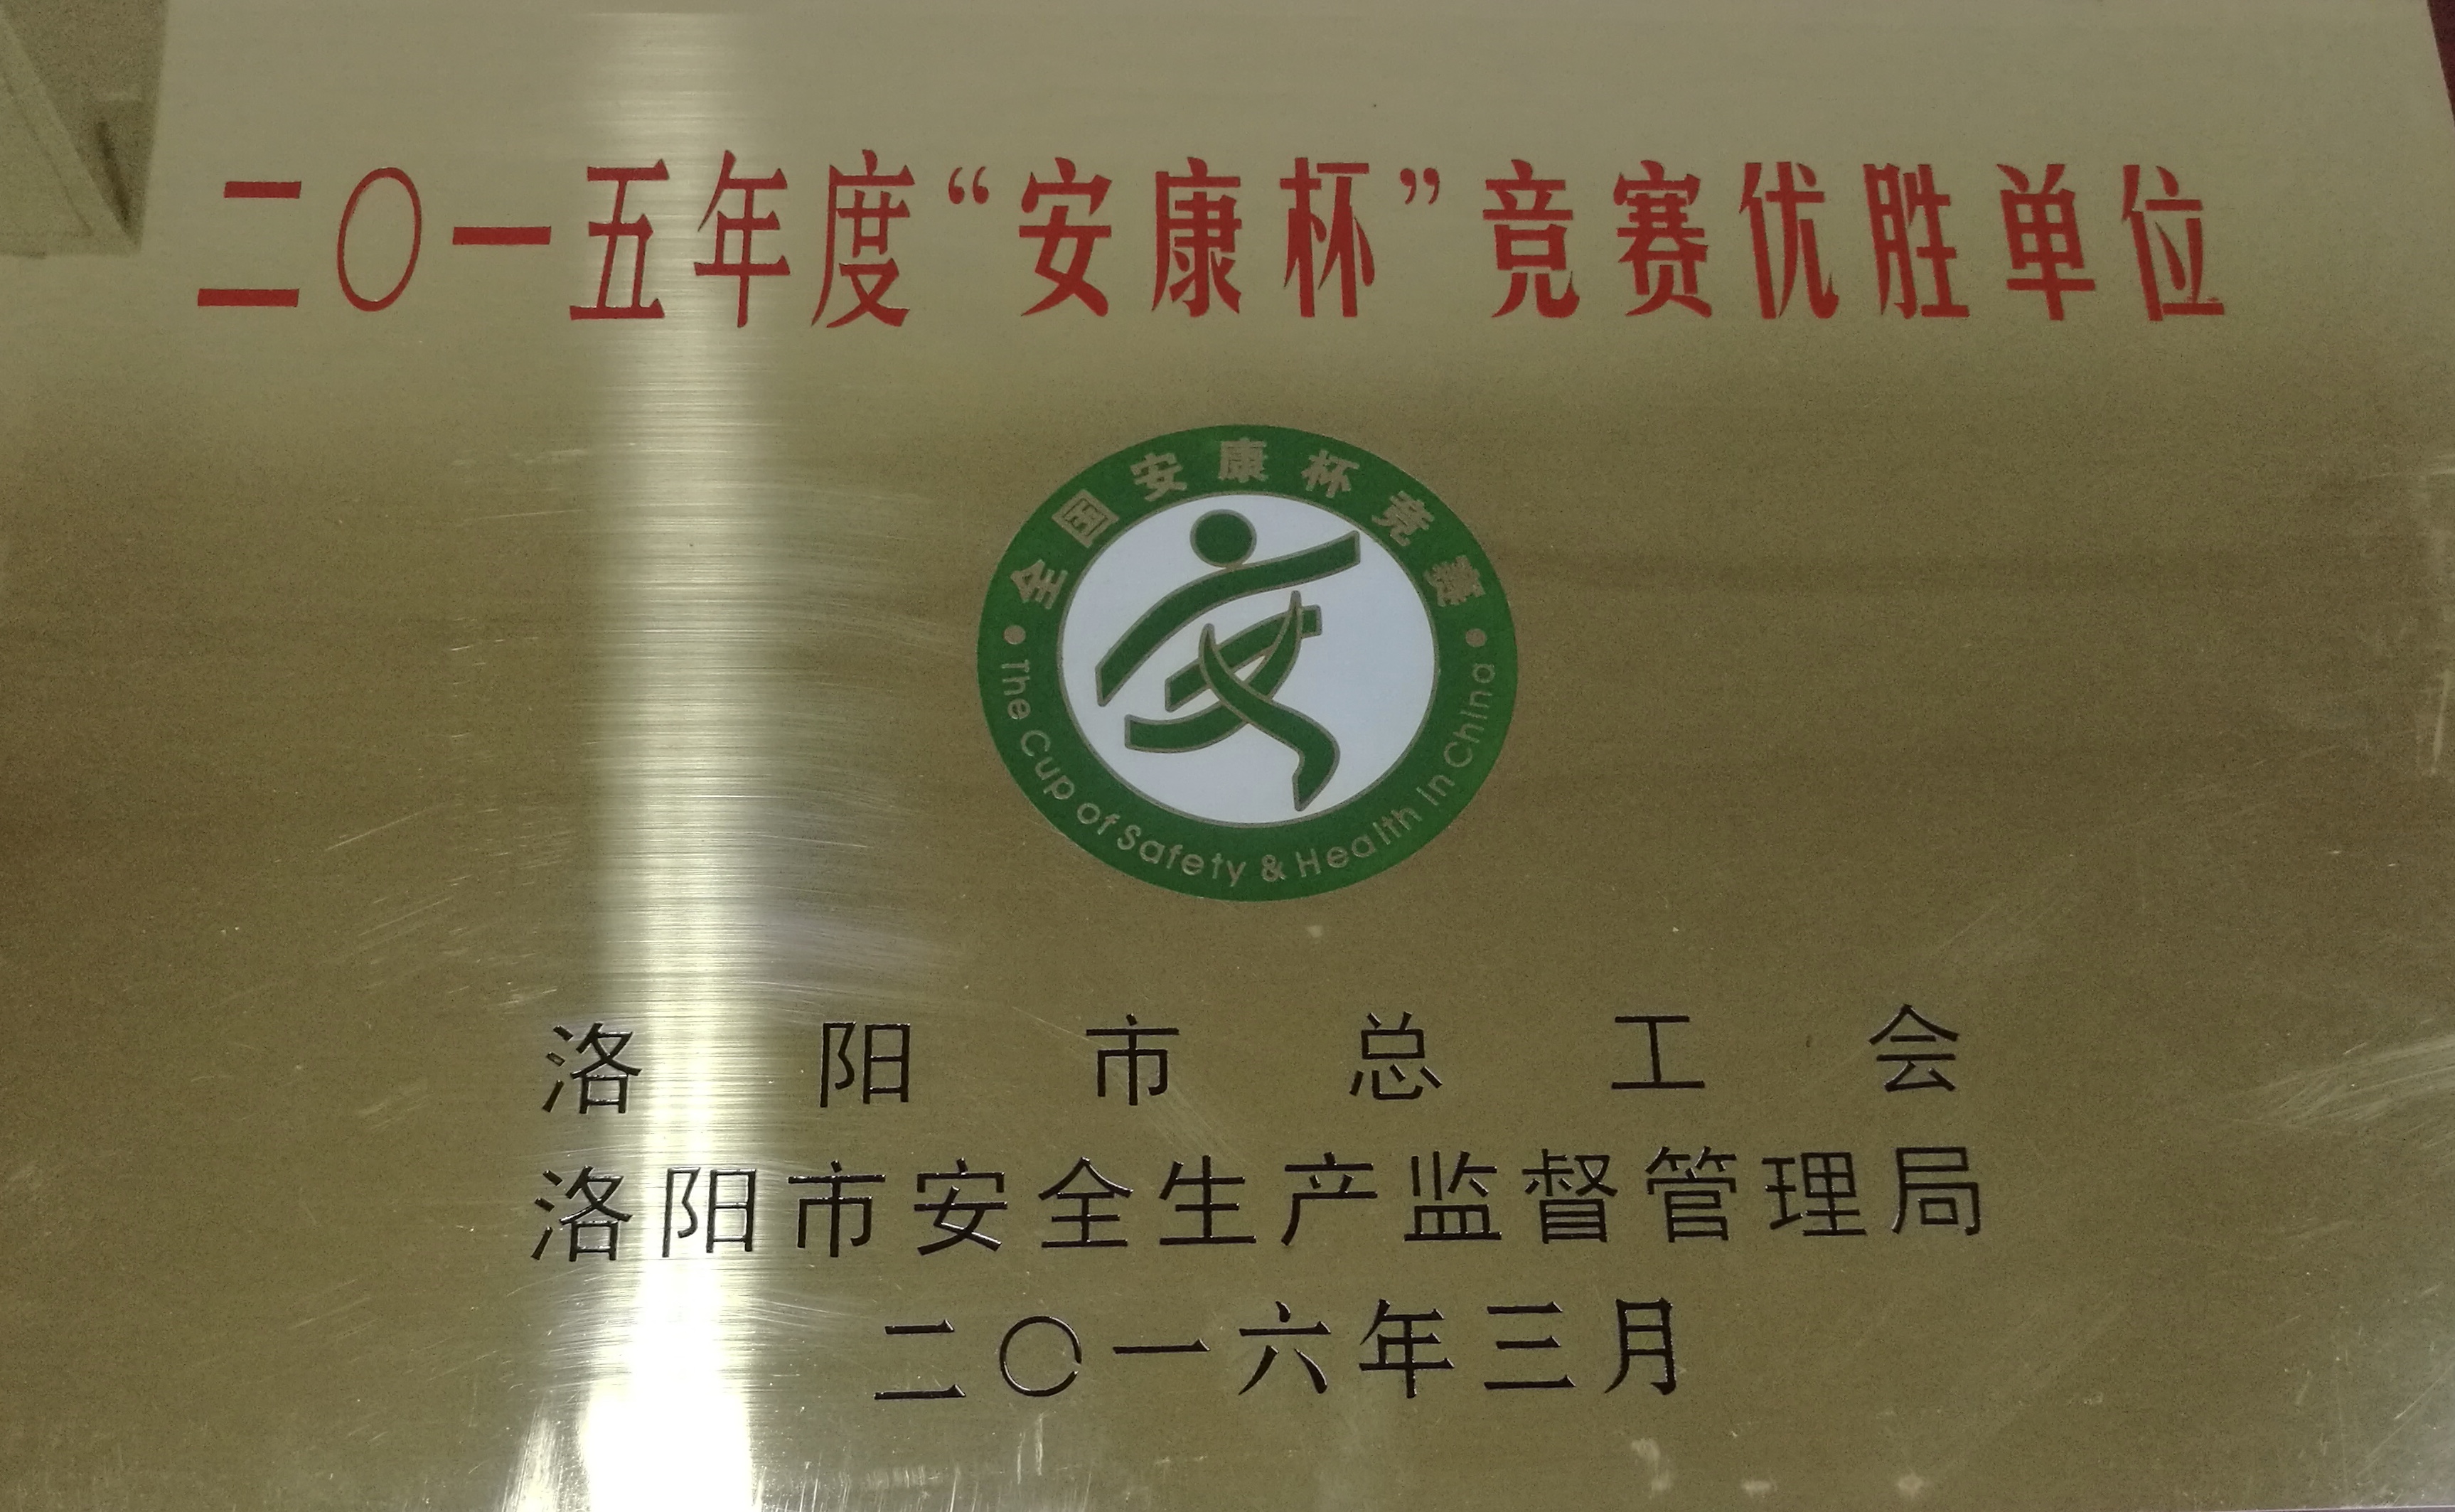 二〇一五年度“安康杯”竞赛优胜单位
全国安康杯竞赛
The Cup of Safety & Health In China
洛阳市总工会
洛阳市安全生产监督管理局
二〇一六年三月